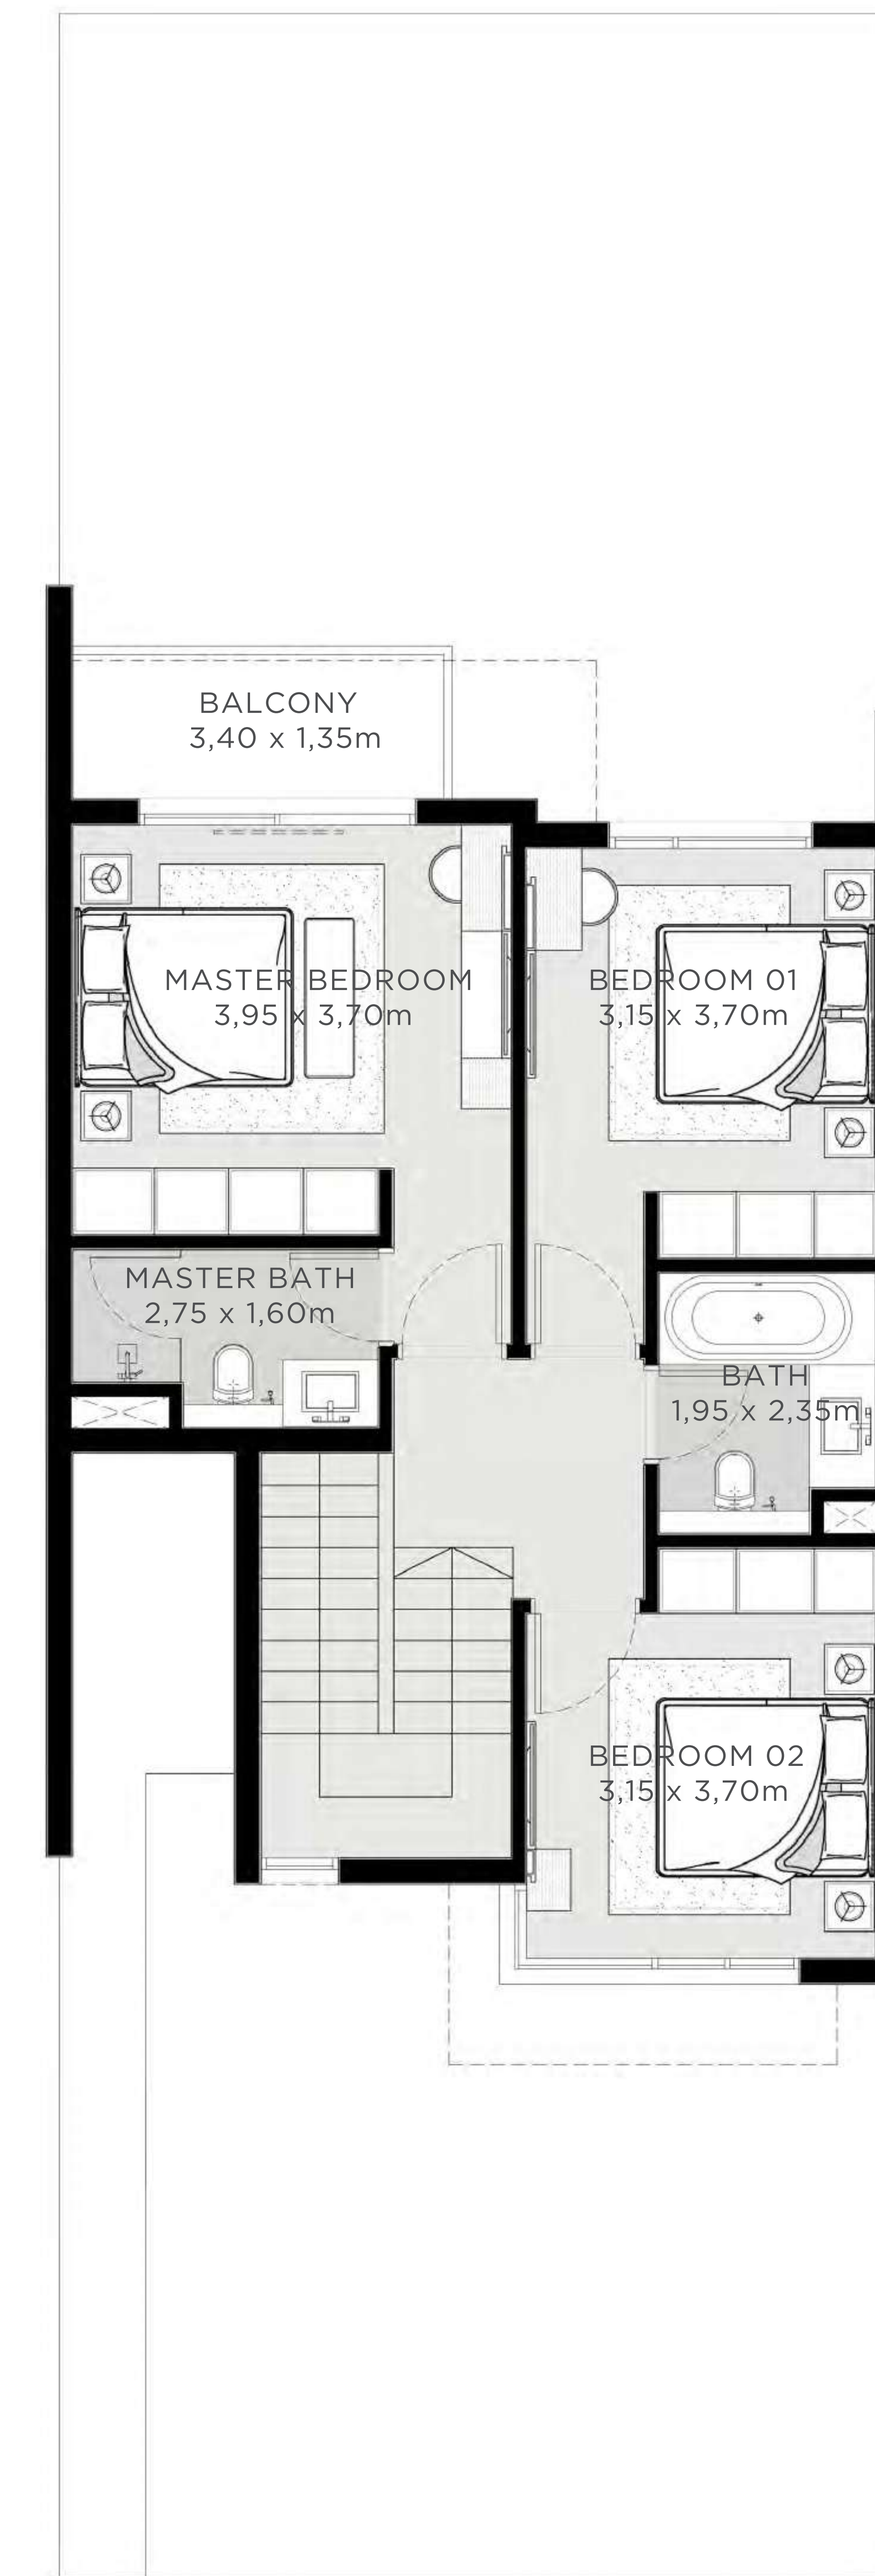 BALCONY
3,40 x 1,35m
MASTER BEDROOM
3,95 x 3,70m
BEDROOM 01
3,15 x 3,70m
MASTER BATH
2,75 x 1,60m
BATH
1,95 x 2,35m
BEDROOM 02
3,15 x 3,70m